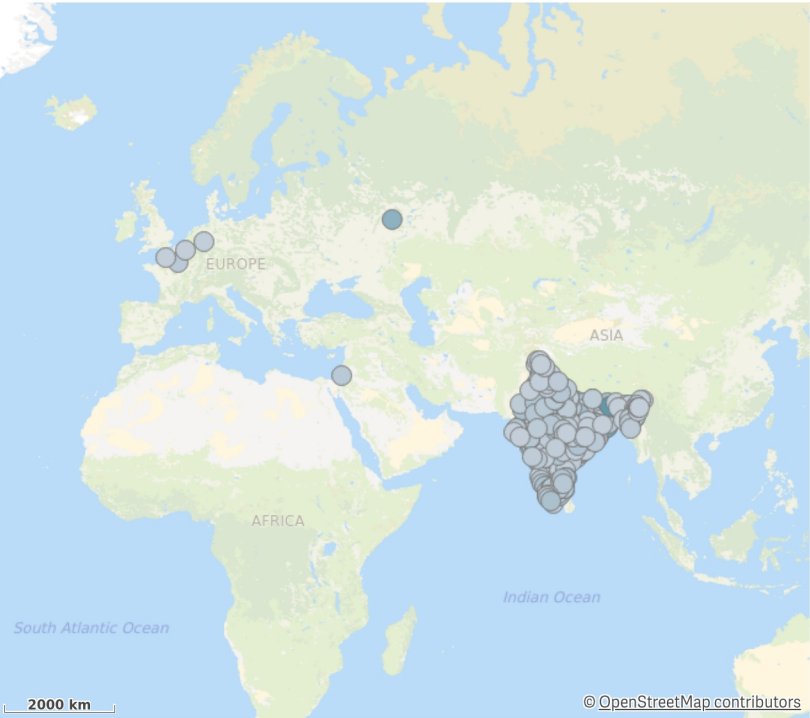 EUROPE
ASIA
AFRICA
Indian Ocean
South Atlantic Ocean
2000 km
© OpenStreetMap contributors